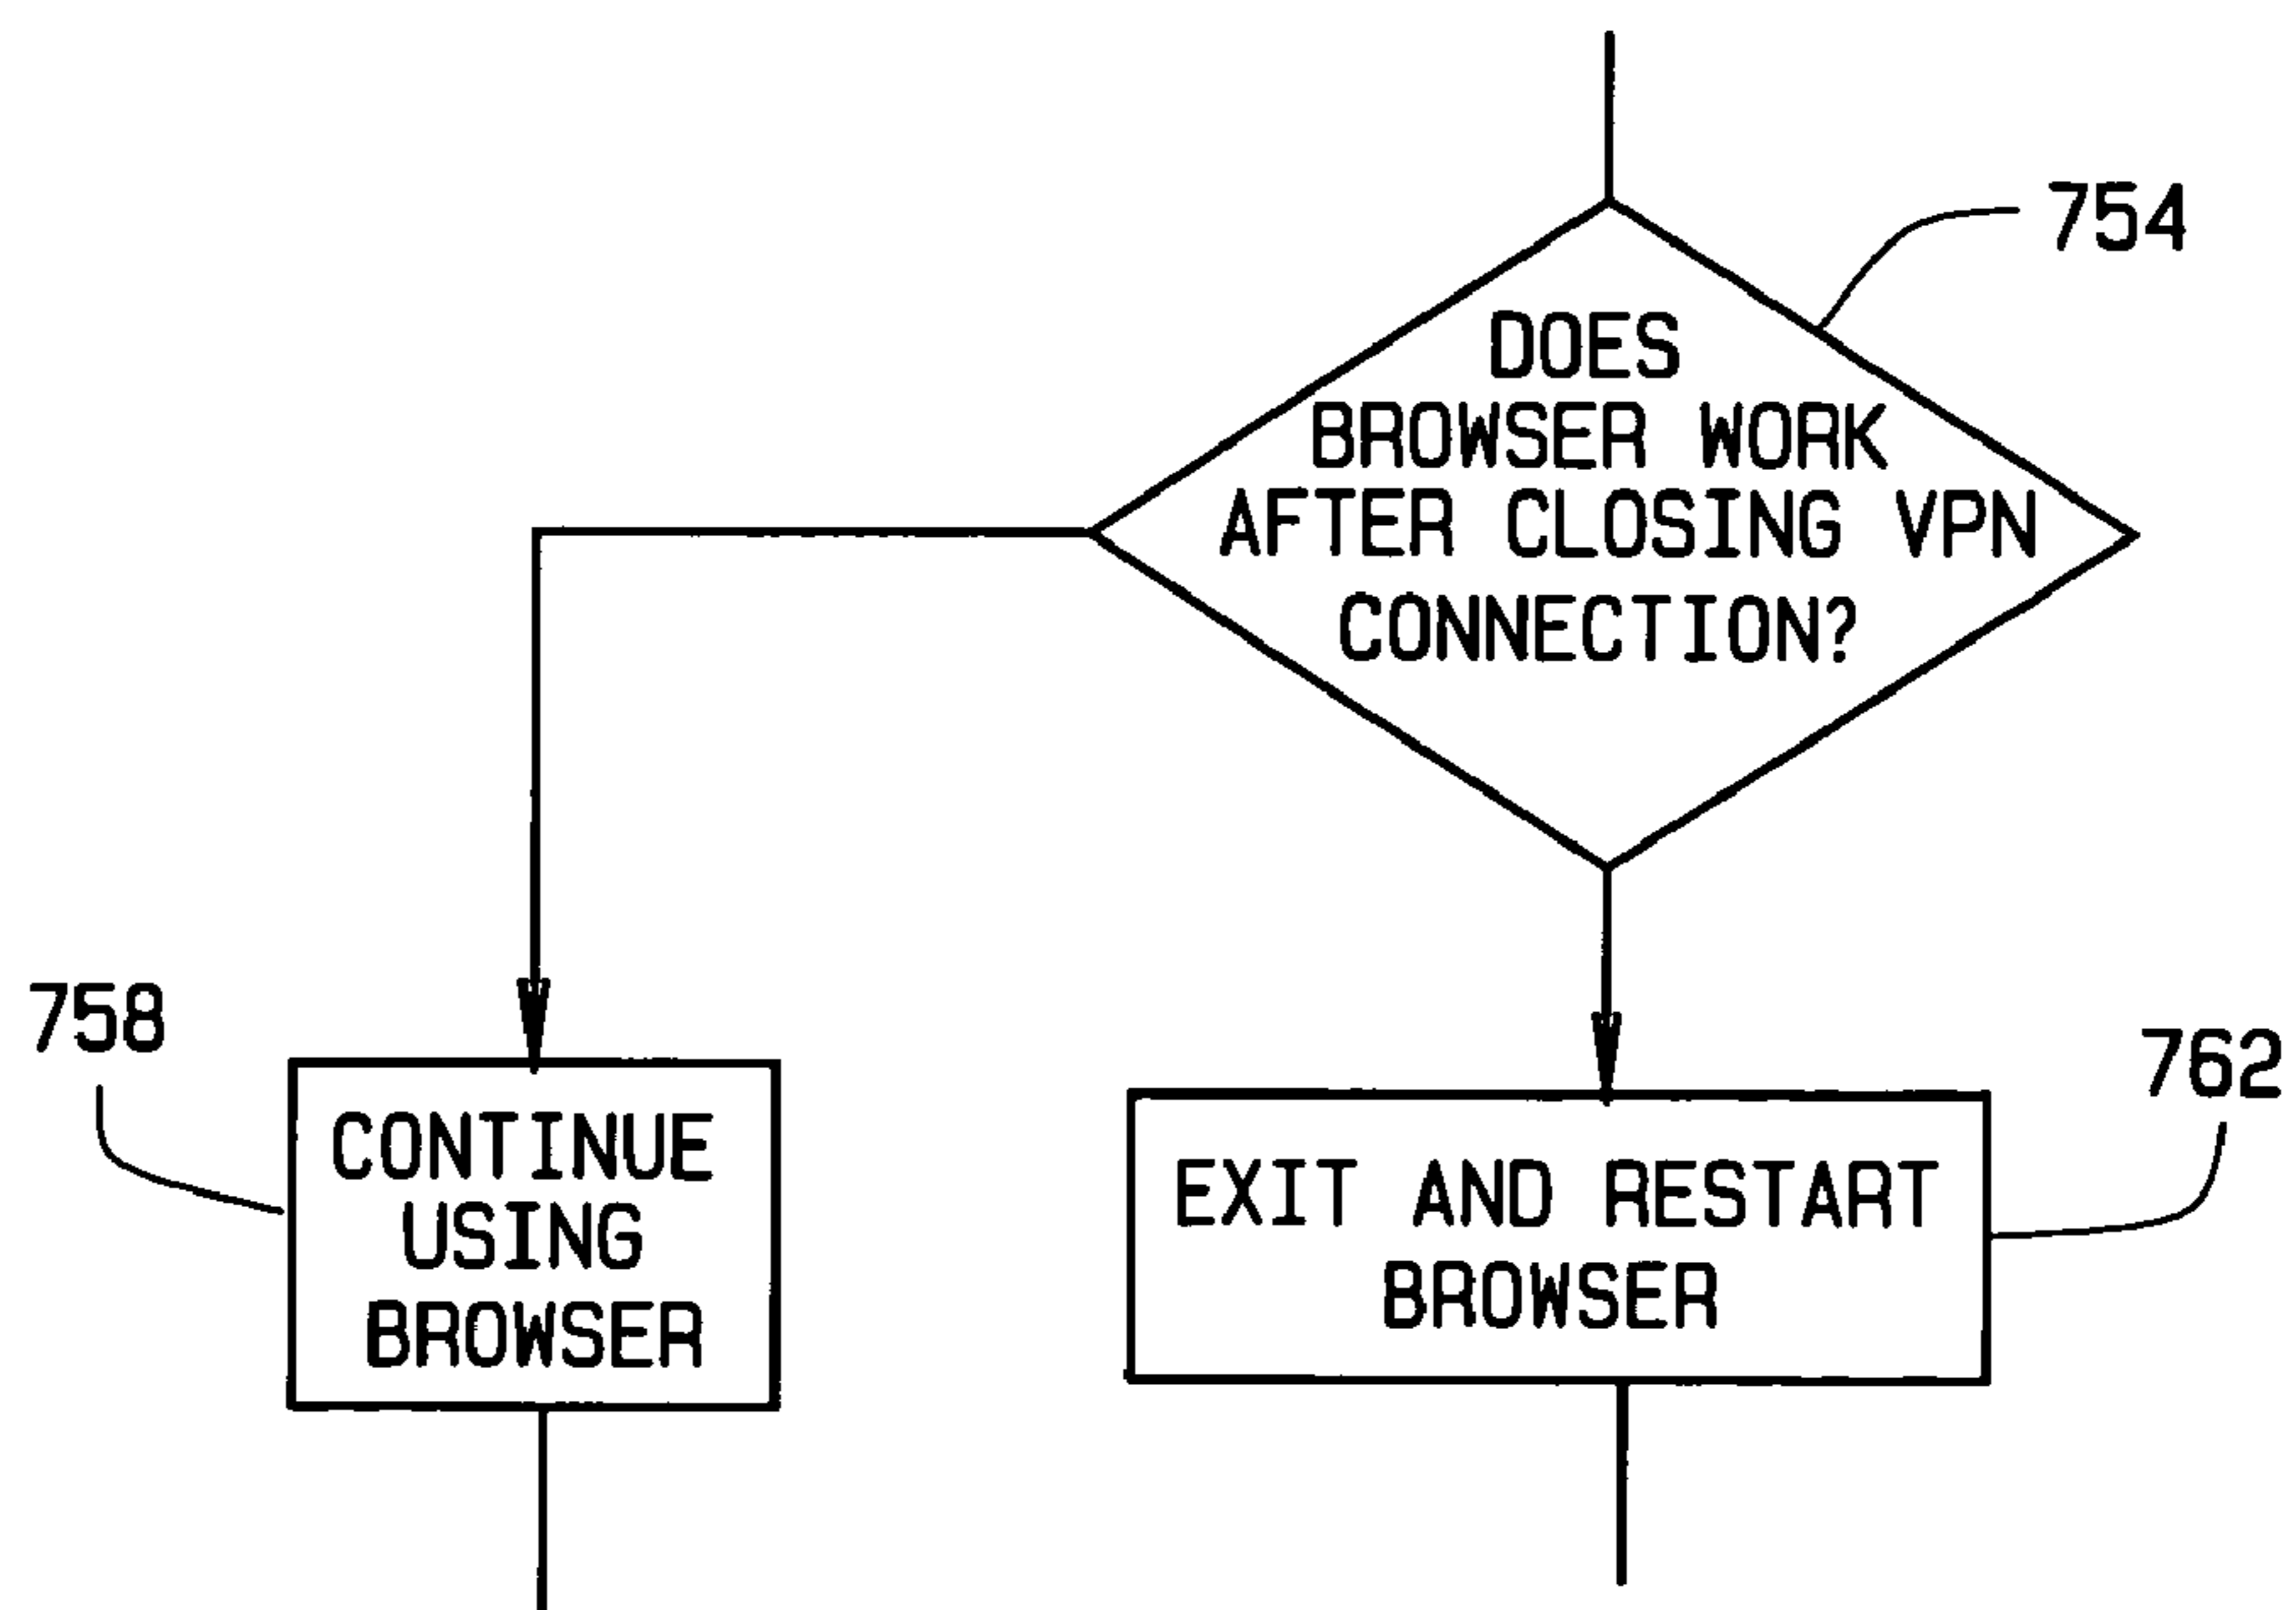 754
DOES
BROWSER WORK
AFTER CLOSING VPN
CONNECTION?
758
CONTINUE
USING
BROWSER
762
EXIT AND RESTART
BROWSER